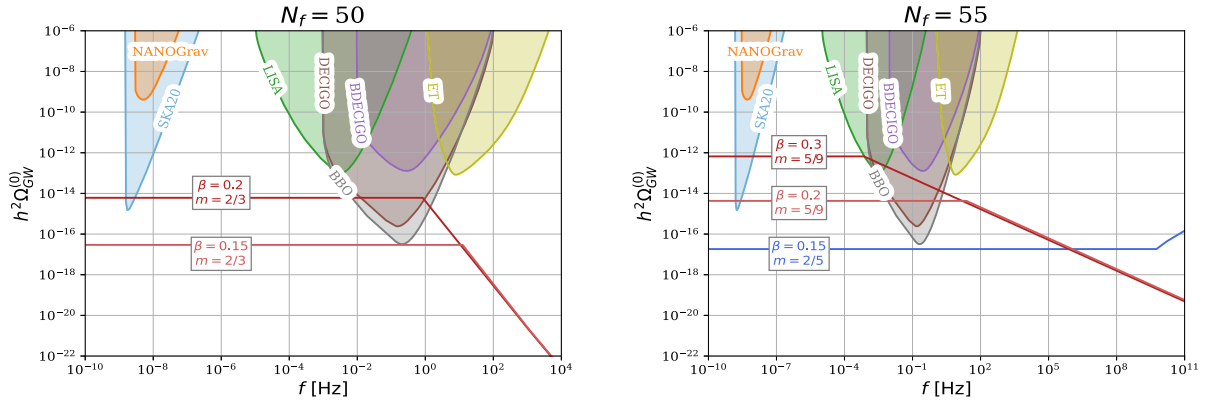 N_f = 50
10^−6
10^−8
10^−10
10^−12
10^−14
10^−16
10^−18
10^−20
10^−22
h^2Ω_GW^(0)
NANOGrav
SKA20
LISA
DECIGO
BDECIGO
ET
BBO
β = 0.2
m = 2/3
β = 0.15
m = 2/3
10^−10
10^−8
10^−6
10^−4
10^−2
10^0
10^2
10^4
f [Hz]
N_f = 55
10^−6
10^−8
10^−10
10^−12
10^−14
10^−16
10^−18
10^−20
10^−22
h^2Ω_GW^(0)
NANOGrav
SKA20
LISA
DECIGO
BDECIGO
ET
BBO
β = 0.3
m = 5/9
β = 0.2
m = 5/9
β = 0.15
m = 2/5
10^−10
10^−7
10^−4
10^−1
10^2
10^5
10^8
10^11
f [Hz]